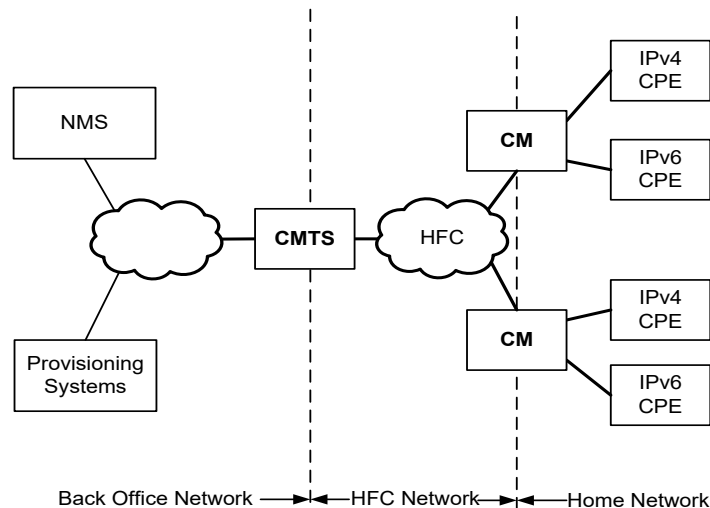 NMS
Provisioning
Systems
CMTS
HFC
CM
IPv4
CPE
IPv6
CPE
CM
IPv4
CPE
IPv6
CPE
Back Office Network
HFC Network
Home Network